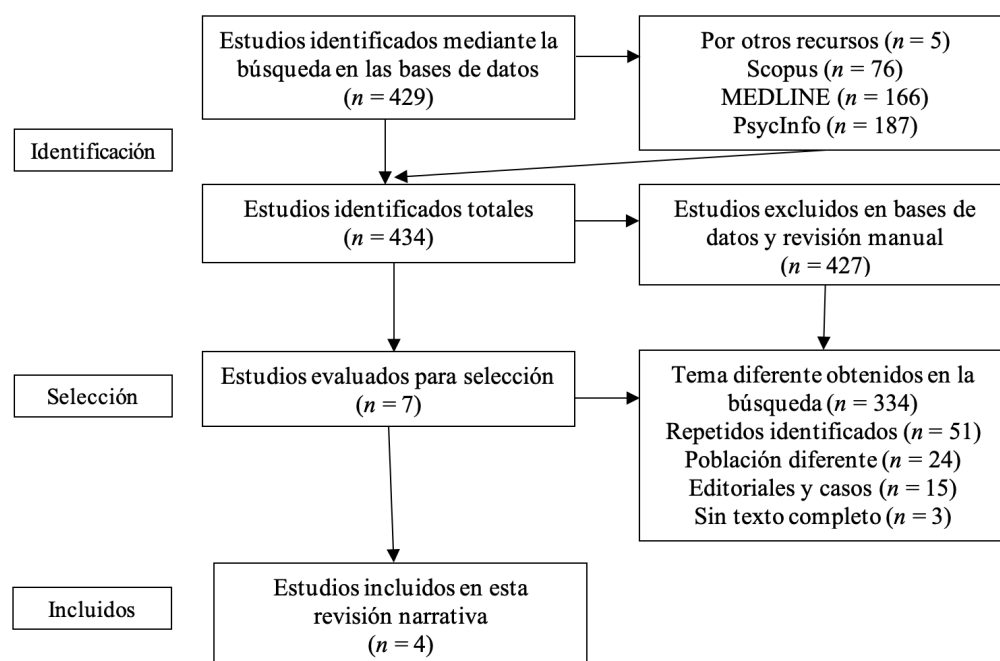 Estudios identificados mediante la
búsqueda en las bases de datos
(n = 429)
Por otros recursos (n = 5)
Scopus (n = 76)
MEDLINE (n = 166)
PsycInfo (n = 187)
Identificación
Estudios identificados totales
(n = 434)
Estudios excluidos en bases de
datos y revisión manual
(n = 427)
Selección
Estudios evaluados para selección
(n = 7)
Tema diferente obtenidos en la
búsqueda (n = 334)
Repetidos identificados (n = 51)
Población diferente (n = 24)
Editoriales y casos (n = 15)
Sin texto completo (n = 3)
Incluidos
Estudios incluidos en esta
revisión narrativa
(n = 4)